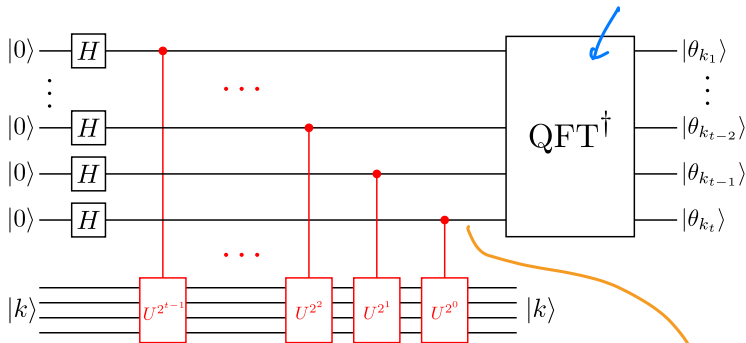 |0⟩ H |θ_{k_1}⟩
⋮ ··· ⋮
|0⟩ H |θ_{k_{t-2}}⟩
QFT†
|0⟩ H |θ_{k_{t-1}}⟩
|0⟩ H |θ_{k_t}⟩
···
|k⟩ U^{2^{t-1}} U^{2^2} U^{2^1} U^{2^0} |k⟩